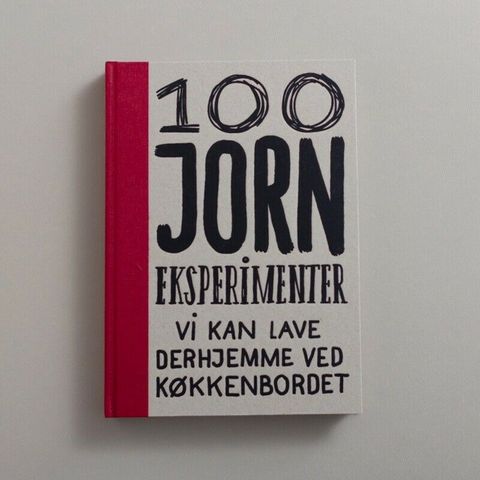 100
JORN
EKSPERiMENTER
Vi KAN LAVE
DERHJEMME VED
KØKKENBORDET